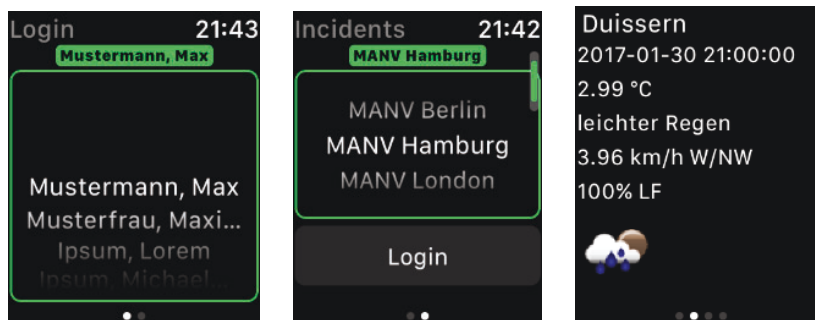 Login 21:43
Mustermann, Max
Mustermann, Max
Musterfrau, Maxi...
Ipsum, Lorem
Ipsum, Michael...
Incidents 21:42
MANV Hamburg
MANV Berlin
MANV Hamburg
MANV London
Login
Duissern
2017-01-30 21:00:00
2.99 °C
leichter Regen
3.96 km/h W/NW
100% LF